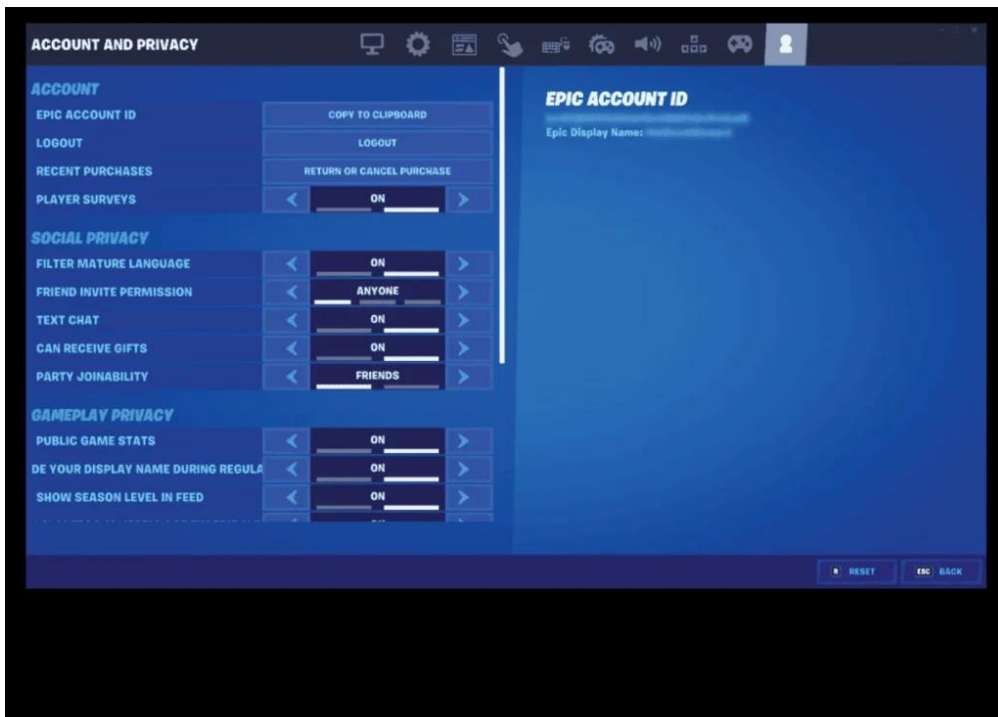 ACCOUNT AND PRIVACY
ACCOUNT
EPIC ACCOUNT ID
COPY TO CLIPBOARD
LOGOUT
LOGOUT
RECENT PURCHASES
RETURN OR CANCEL PURCHASE
PLAYER SURVEYS
ON
SOCIAL PRIVACY
FILTER MATURE LANGUAGE
ON
FRIEND INVITE PERMISSION
ANYONE
TEXT CHAT
ON
CAN RECEIVE GIFTS
ON
PARTY JOINABILITY
FRIENDS
GAMEPLAY PRIVACY
PUBLIC GAME STATS
ON
DE YOUR DISPLAY NAME DURING REGULA
ON
SHOW SEASON LEVEL IN FEED
ON
EPIC ACCOUNT ID
Epic Display Name:
R RESET
ESC BACK